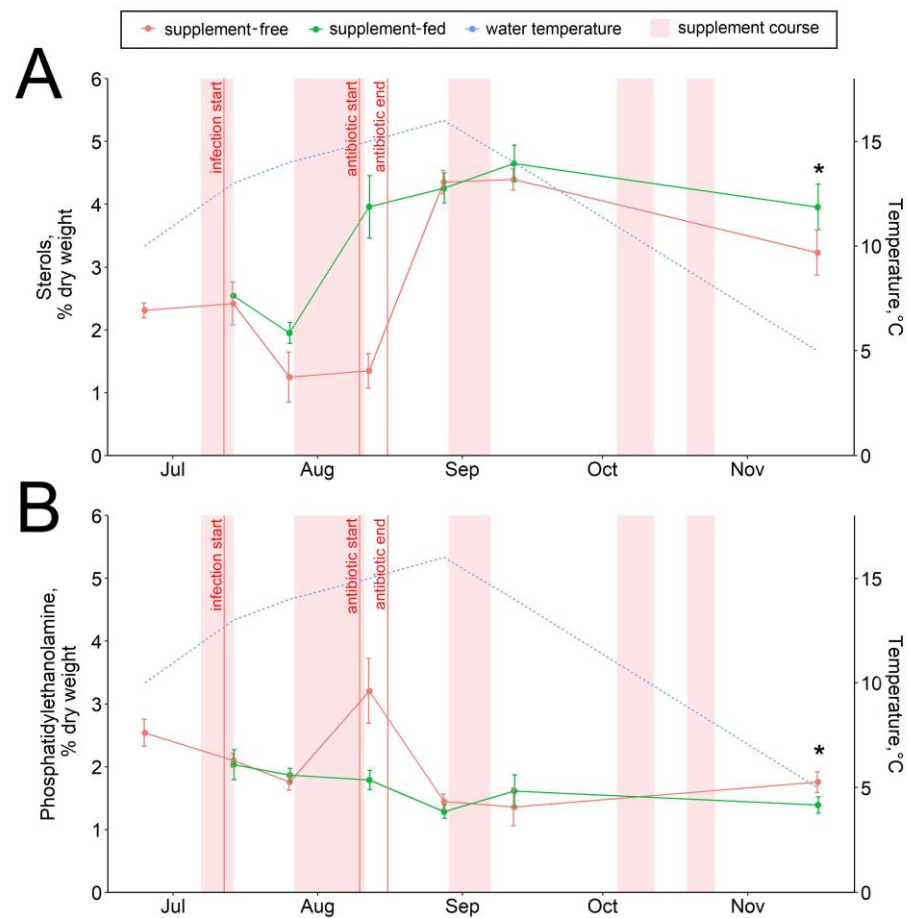 supplement-free supplement-fed water temperature supplement course
A
6
5
4
3
2
1
0
Sterols,
% dry weight
infection start
antibiotic start
antibiotic end
*
15
10
5
0
Temperature,°C
Jul Aug Sep Oct Nov
B
6
5
4
3
2
1
0
Phosphatidylethanolamine,
% dry weight
infection start
antibiotic start
antibiotic end
*
15
10
5
0
Temperature,°C
Jul Aug Sep Oct Nov